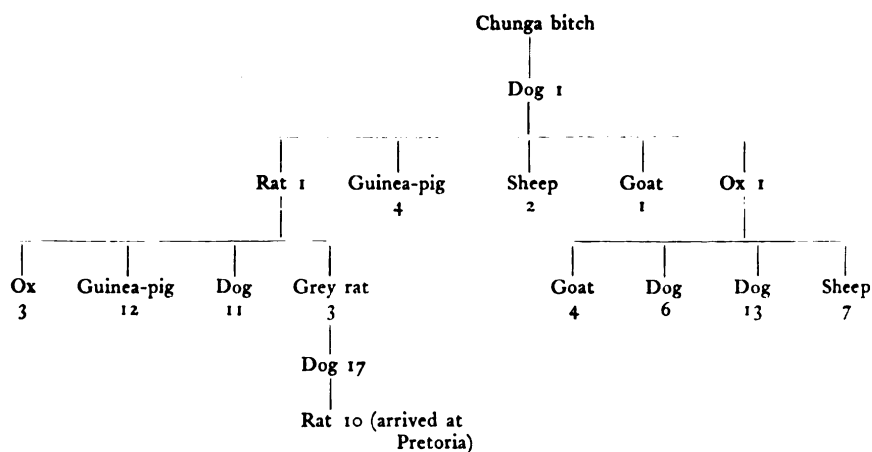 Chunga bitch
Dog 1
Rat 1 Guinea-pig Sheep Goat Ox 1
4 2 1
Ox Guinea-pig Dog Grey rat Goat Dog Dog Sheep
3 12 11 3 4 6 13 7
Dog 17
Rat 10 (arrived at
Pretoria)